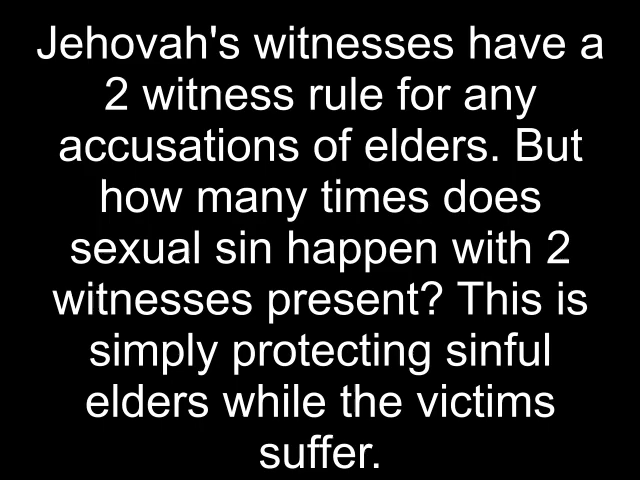 Jehovah's witnesses have a
2 witness rule for any
accusations of elders. But
how many times does
sexual sin happen with 2
witnesses present? This is
simply protecting sinful
elders while the victims
suffer.